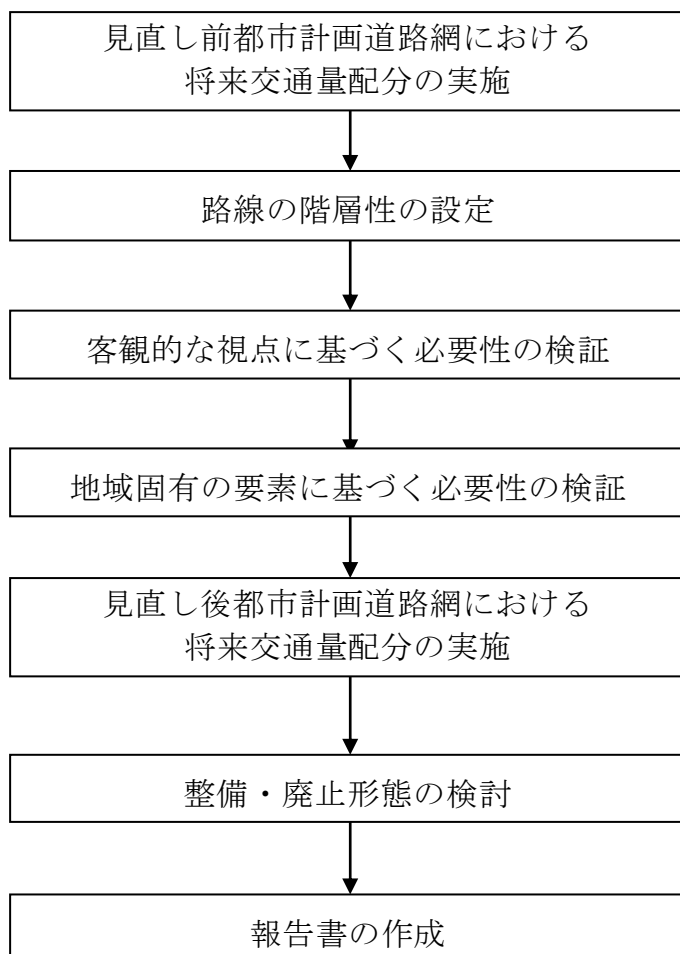 見直し前都市計画道路網における
将来交通量配分の実施
路線の階層性の設定
客観的な視点に基づく必要性の検証
地域固有の要素に基づく必要性の検証
見直し後都市計画道路網における
将来交通量配分の実施
整備・廃止形態の検討
報告書の作成